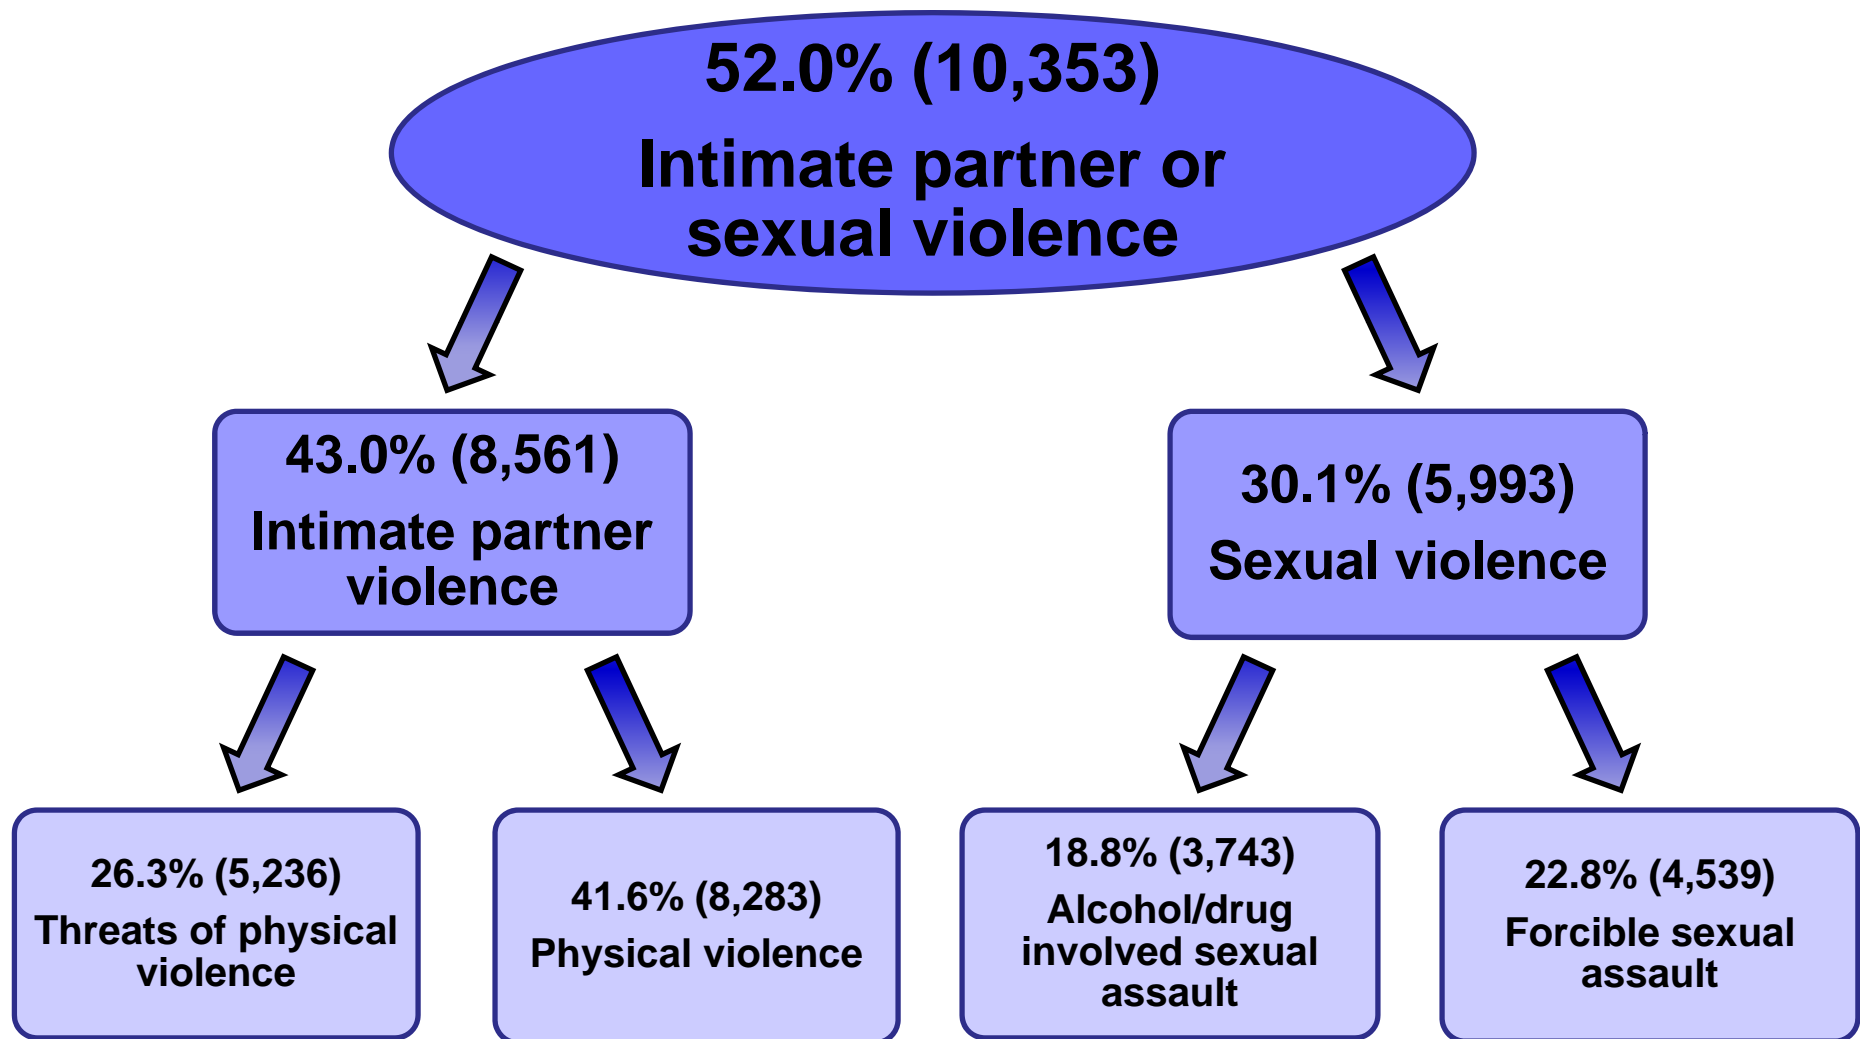 52.0% (10,353)
Intimate partner or
sexual violence
43.0% (8,561)
Intimate partner
violence
30.1% (5,993)
Sexual violence
26.3% (5,236)
Threats of physical
violence
41.6% (8,283)
Physical violence
18.8% (3,743)
Alcohol/drug
involved sexual
assault
22.8% (4,539)
Forcible sexual
assault